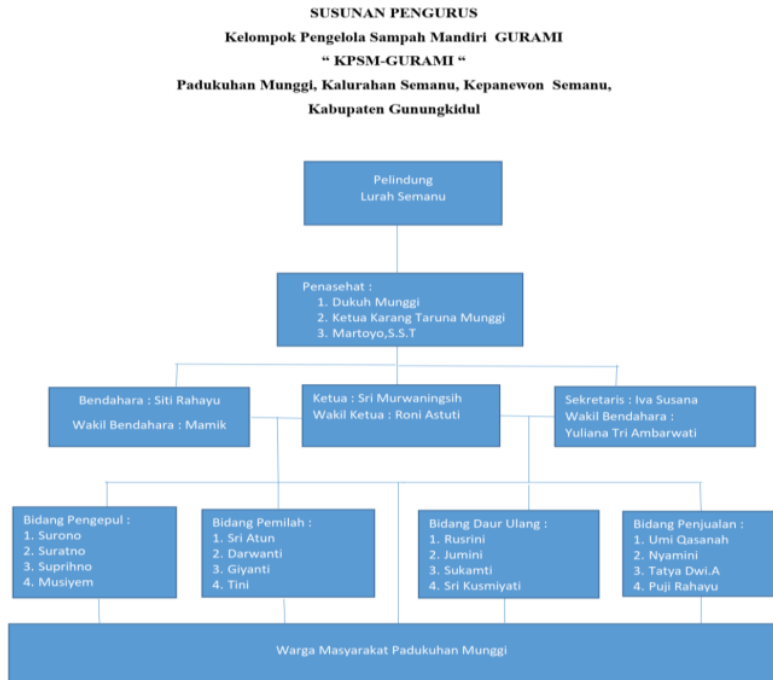 SUSUNAN PENGURUS
Kelompok Pengelola Sampah Mandiri GURAMI
“ KPSM-GURAMI “
Padukuhan Munggi, Kalurahan Semanu, Kepanewon Semanu,
Kabupaten Gunungkidul
Pelindung
Lurah Semanu
Penasehat :
1. Dukuh Munggi
2. Ketua Karang Taruna Munggi
3. Martoyo,S.S.T
Bendahara : Siti Rahayu
Wakil Bendahara : Mamik
Ketua : Sri Murwaningsih
Wakil Ketua : Roni Astuti
Sekretaris : Iva Susana
Wakil Bendahara :
Yuliana Tri Ambarwati
Bidang Pengepul :
1. Surono
2. Suratno
3. Suprihno
4. Musiyem
Bidang Pemilah :
1. Sri Atun
2. Darwanti
3. Giyanti
4. Tini
Bidang Daur Ulang :
1. Rusrini
2. Jumini
3. Sukamti
4. Sri Kusmiyati
Bidang Penjualan :
1. Umi Qasanah
2. Nyamini
3. Tatya Dwi.A
4. Puji Rahayu
Warga Masyarakat Padukuhan Munggi